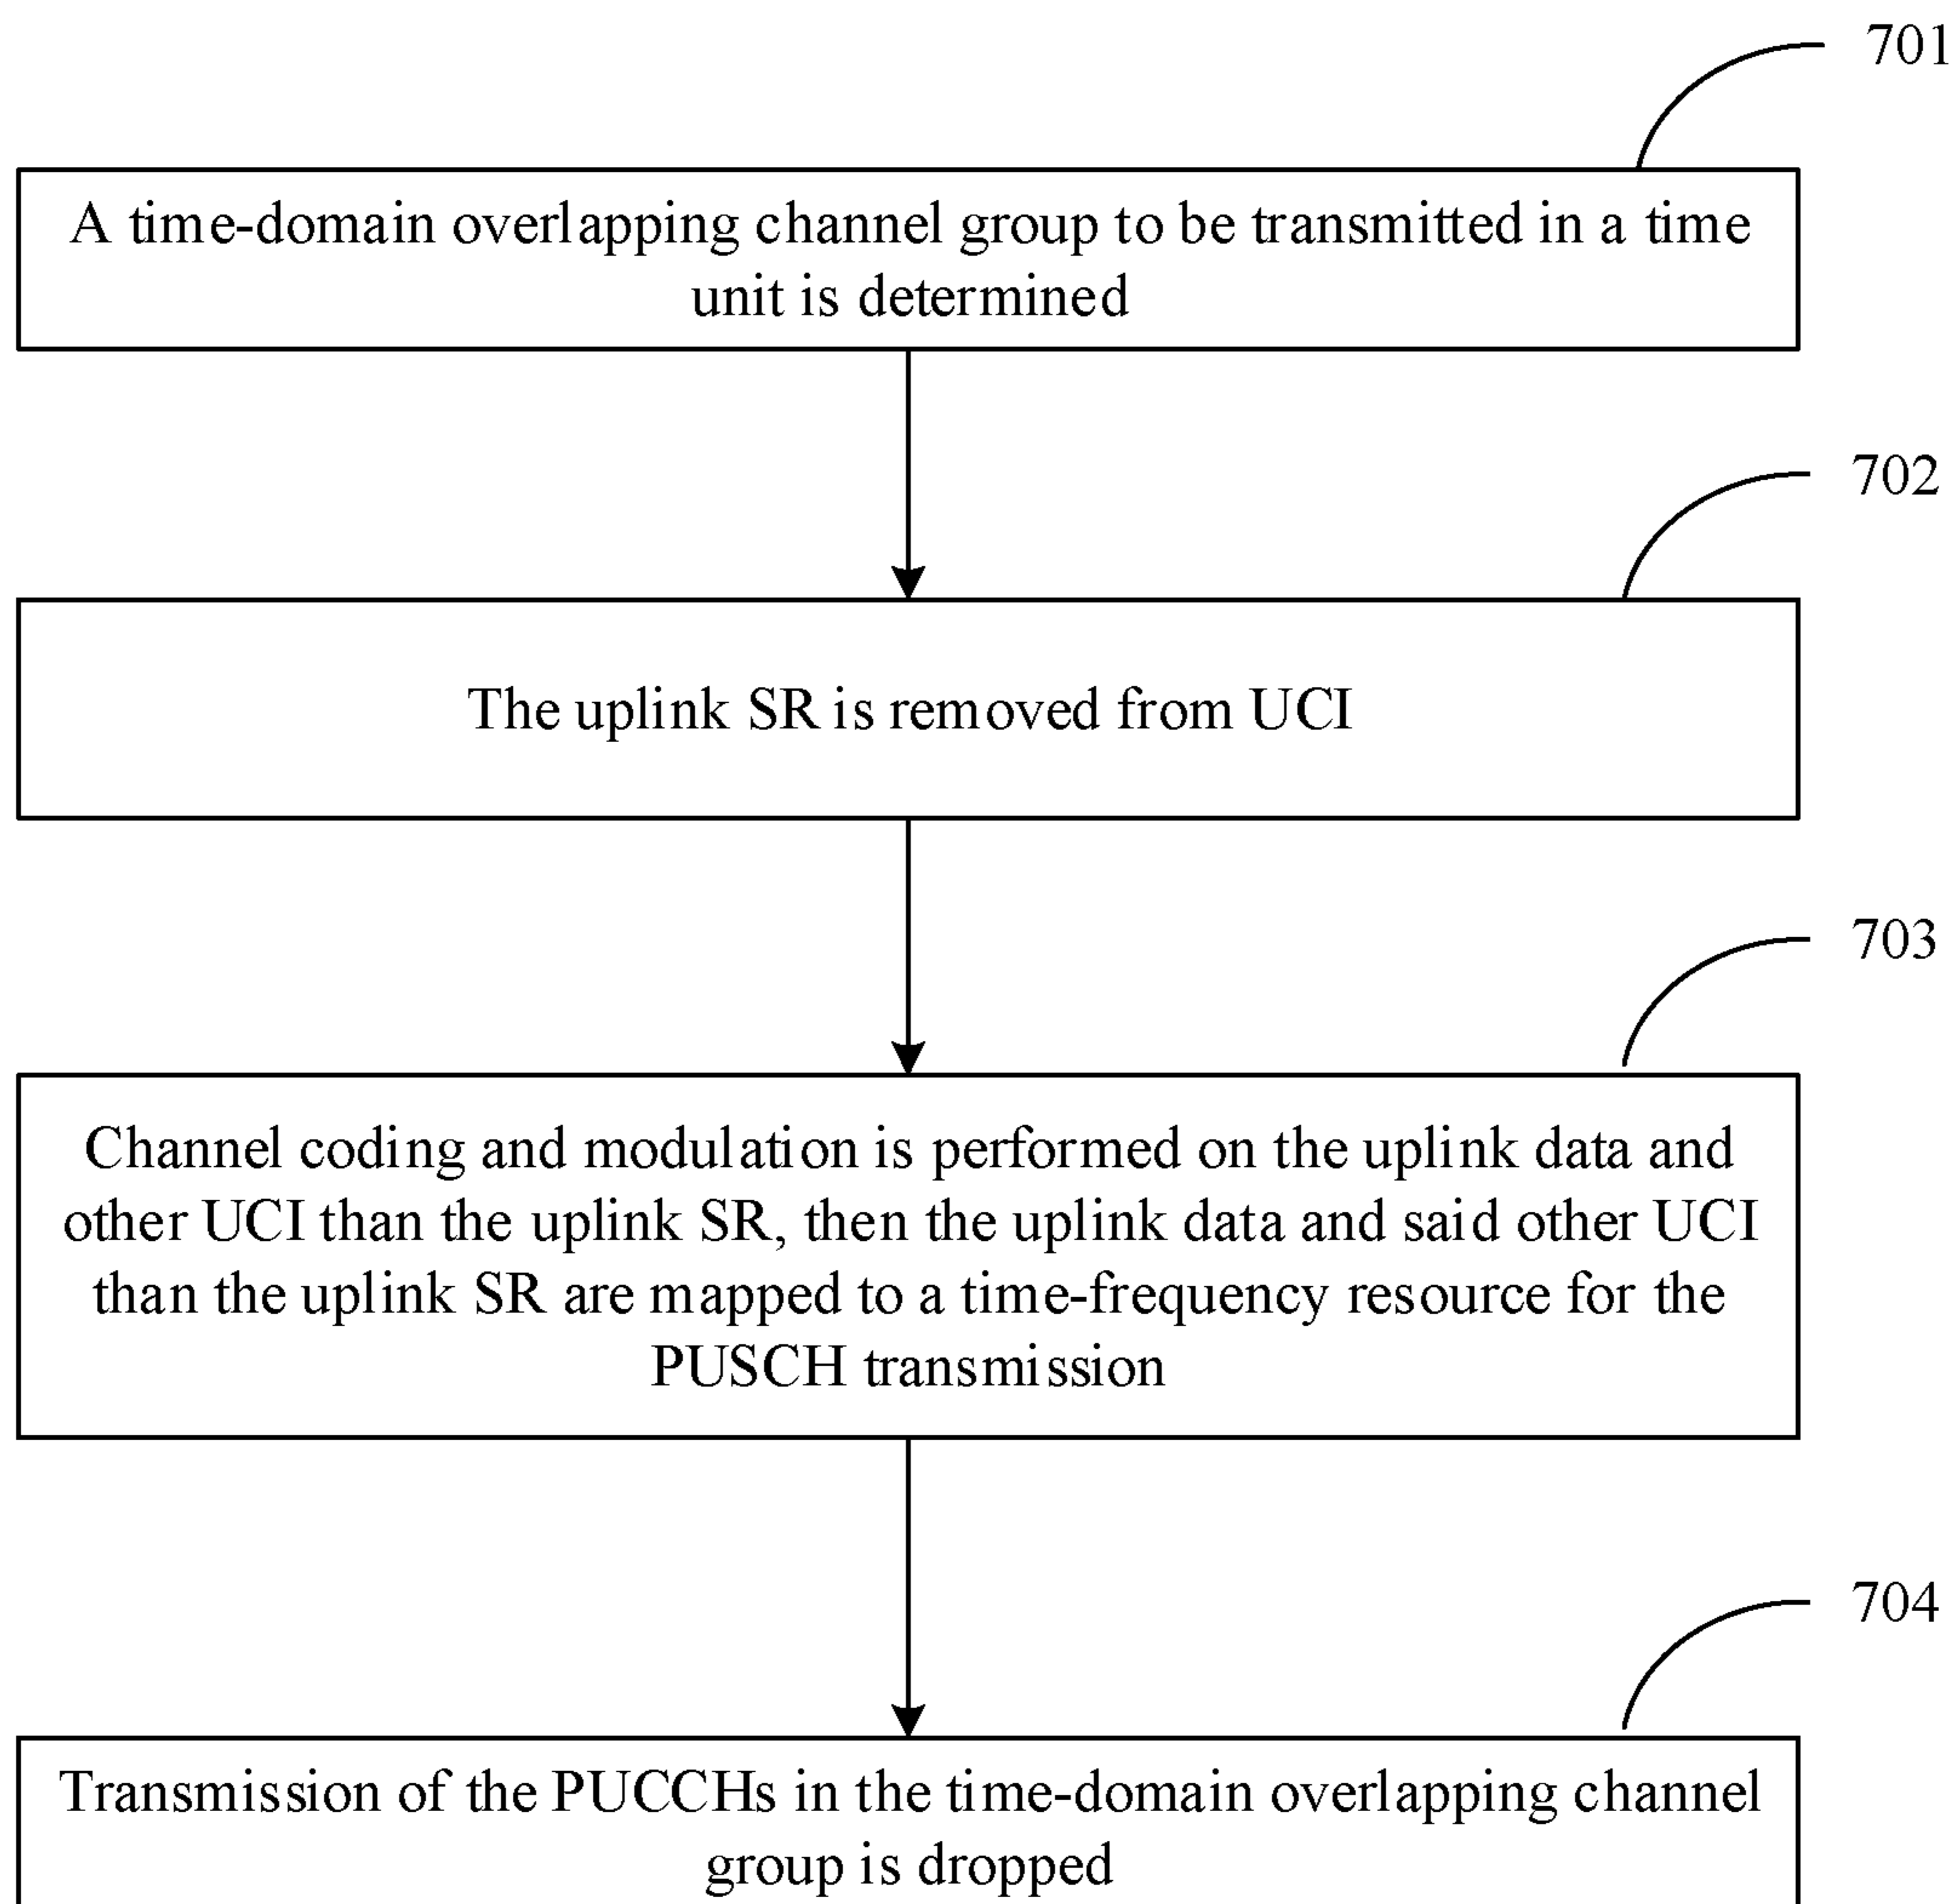 701
A time-domain overlapping channel group to be transmitted in a time
unit is determined
702
The uplink SR is removed from UCI
703
Channel coding and modulation is performed on the uplink data and
other UCI than the uplink SR, then the uplink data and said other UCI
than the uplink SR are mapped to a time-frequency resource for the
PUSCH transmission
704
Transmission of the PUCCHs in the time-domain overlapping channel
group is dropped